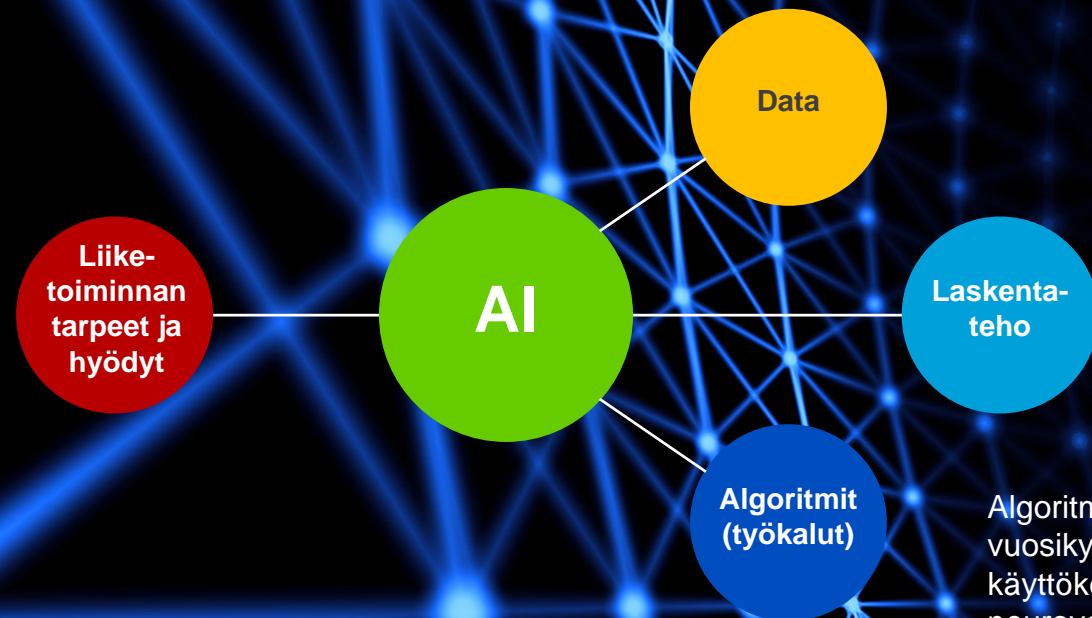 Data
Liike-
toiminnan
tarpeet ja
hyödyt
AI
Laskenta-
teho
Algoritmit
(työkalut)